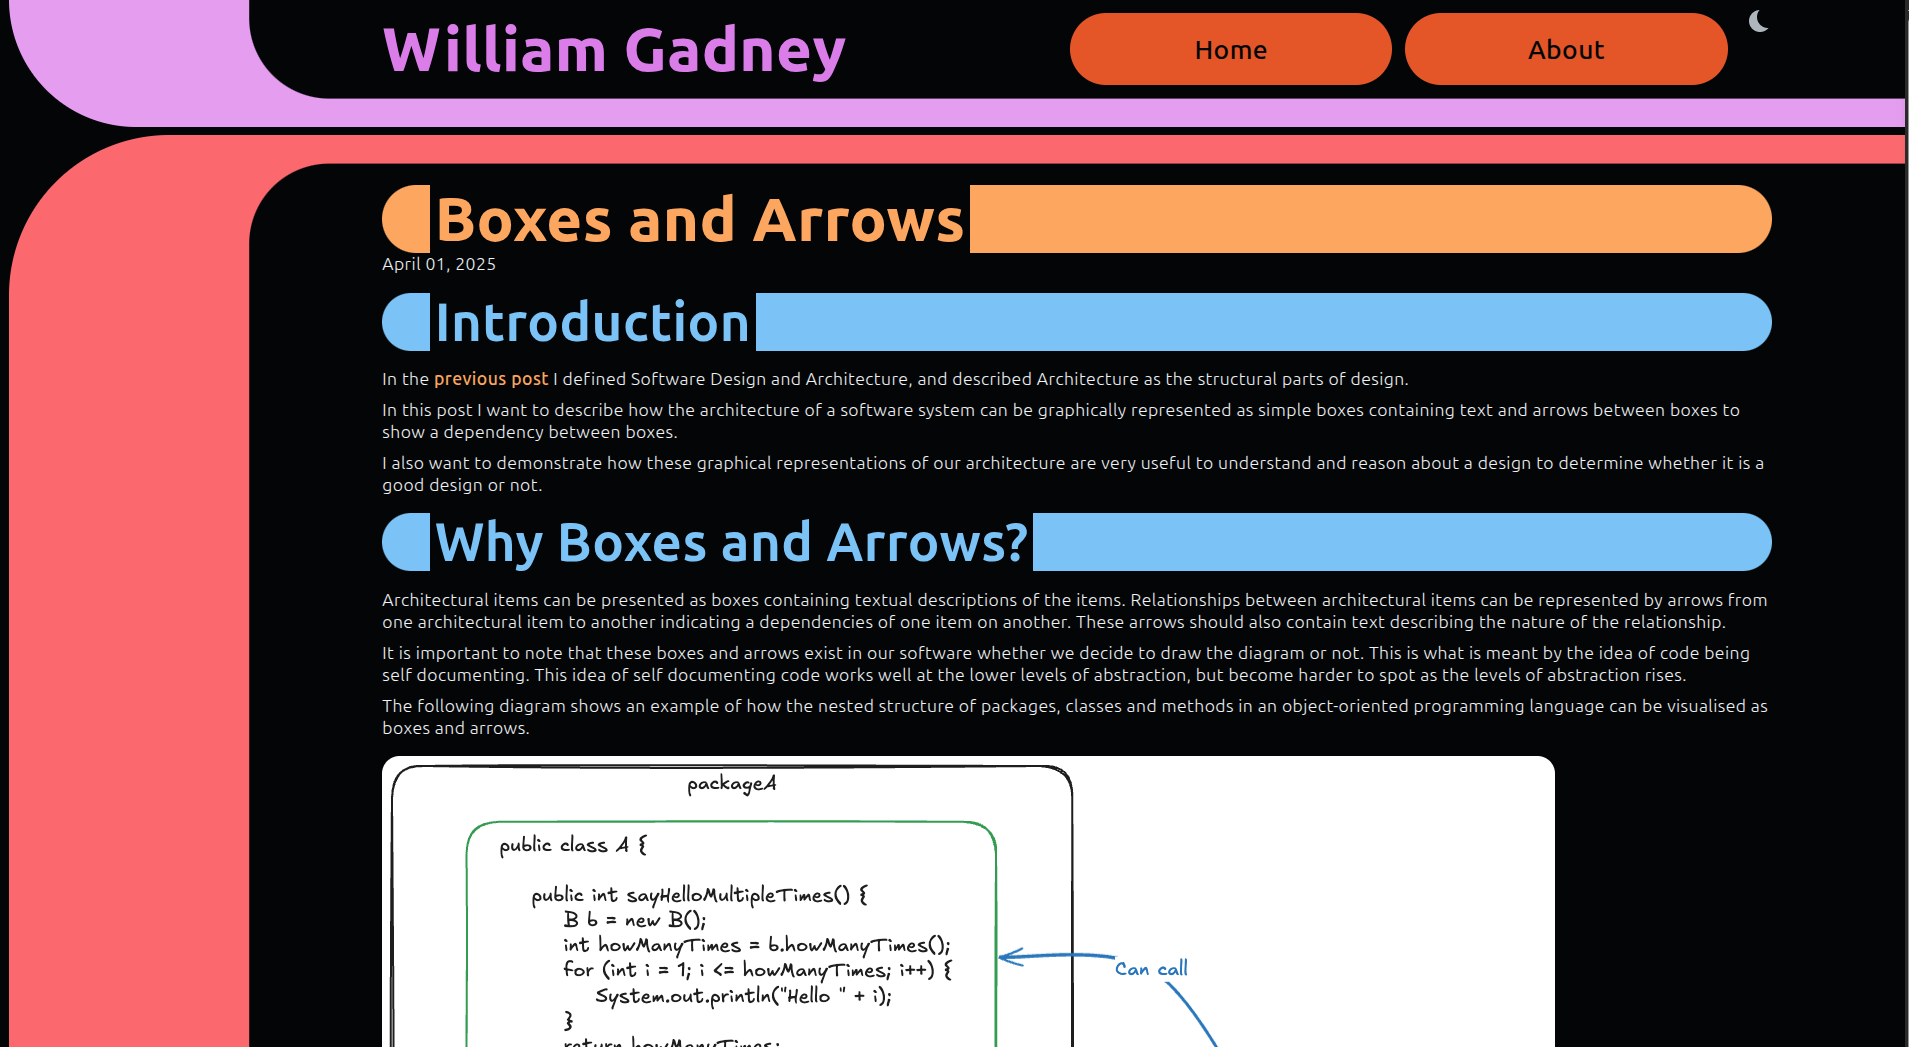 William Gadney
Home
About
Boxes and Arrows
April 01, 2025
Introduction
In the previous post I defined Software Design and Architecture, and described Architecture as the structural parts of design.
In this post I want to describe how the architecture of a software system can be graphically represented as simple boxes containing text and arrows between boxes to
show a dependency between boxes.
I also want to demonstrate how these graphical representations of our architecture are very useful to understand and reason about a design to determine whether it is a
good design or not.
Why Boxes and Arrows?
Architectural items can be presented as boxes containing textual descriptions of the items. Relationships between architectural items can be represented by arrows from
one architectural item to another indicating a dependencies of one item on another. These arrows should also contain text describing the nature of the relationship.
It is important to note that these boxes and arrows exist in our software whether we decide to draw the diagram or not. This is what is meant by the idea of code being
self documenting. This idea of self documenting code works well at the lower levels of abstraction, but become harder to spot as the levels of abstraction rises.
The following diagram shows an example of how the nested structure of packages, classes and methods in an object-oriented programming language can be visualised as
boxes and arrows.
packageA
public class A {
public int sayHelloMultipleTimes() {
B b = new B();
int howManyTimes = b.howManyTimes();
for (int i = 1; i <= howManyTimes; i++) {
System.out.println("Hello " + i);
}
return howManyTimes;
Can call